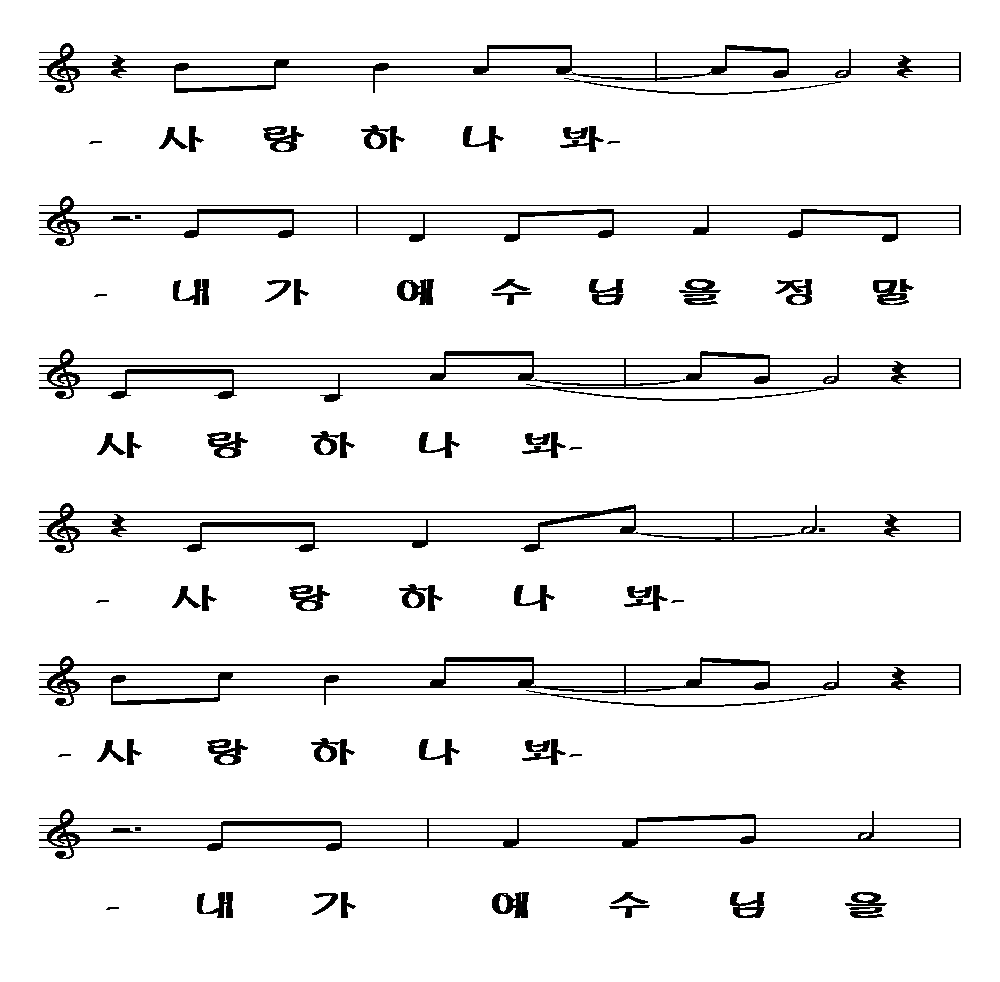 - 사 랑 하 나 봐-
- 내 가 예 수 님 을 정 말
사 랑 하 나 봐-
- 사 랑 하 나 봐-
- 사 랑 하 나 봐-
- 내 가 예 수 님 을